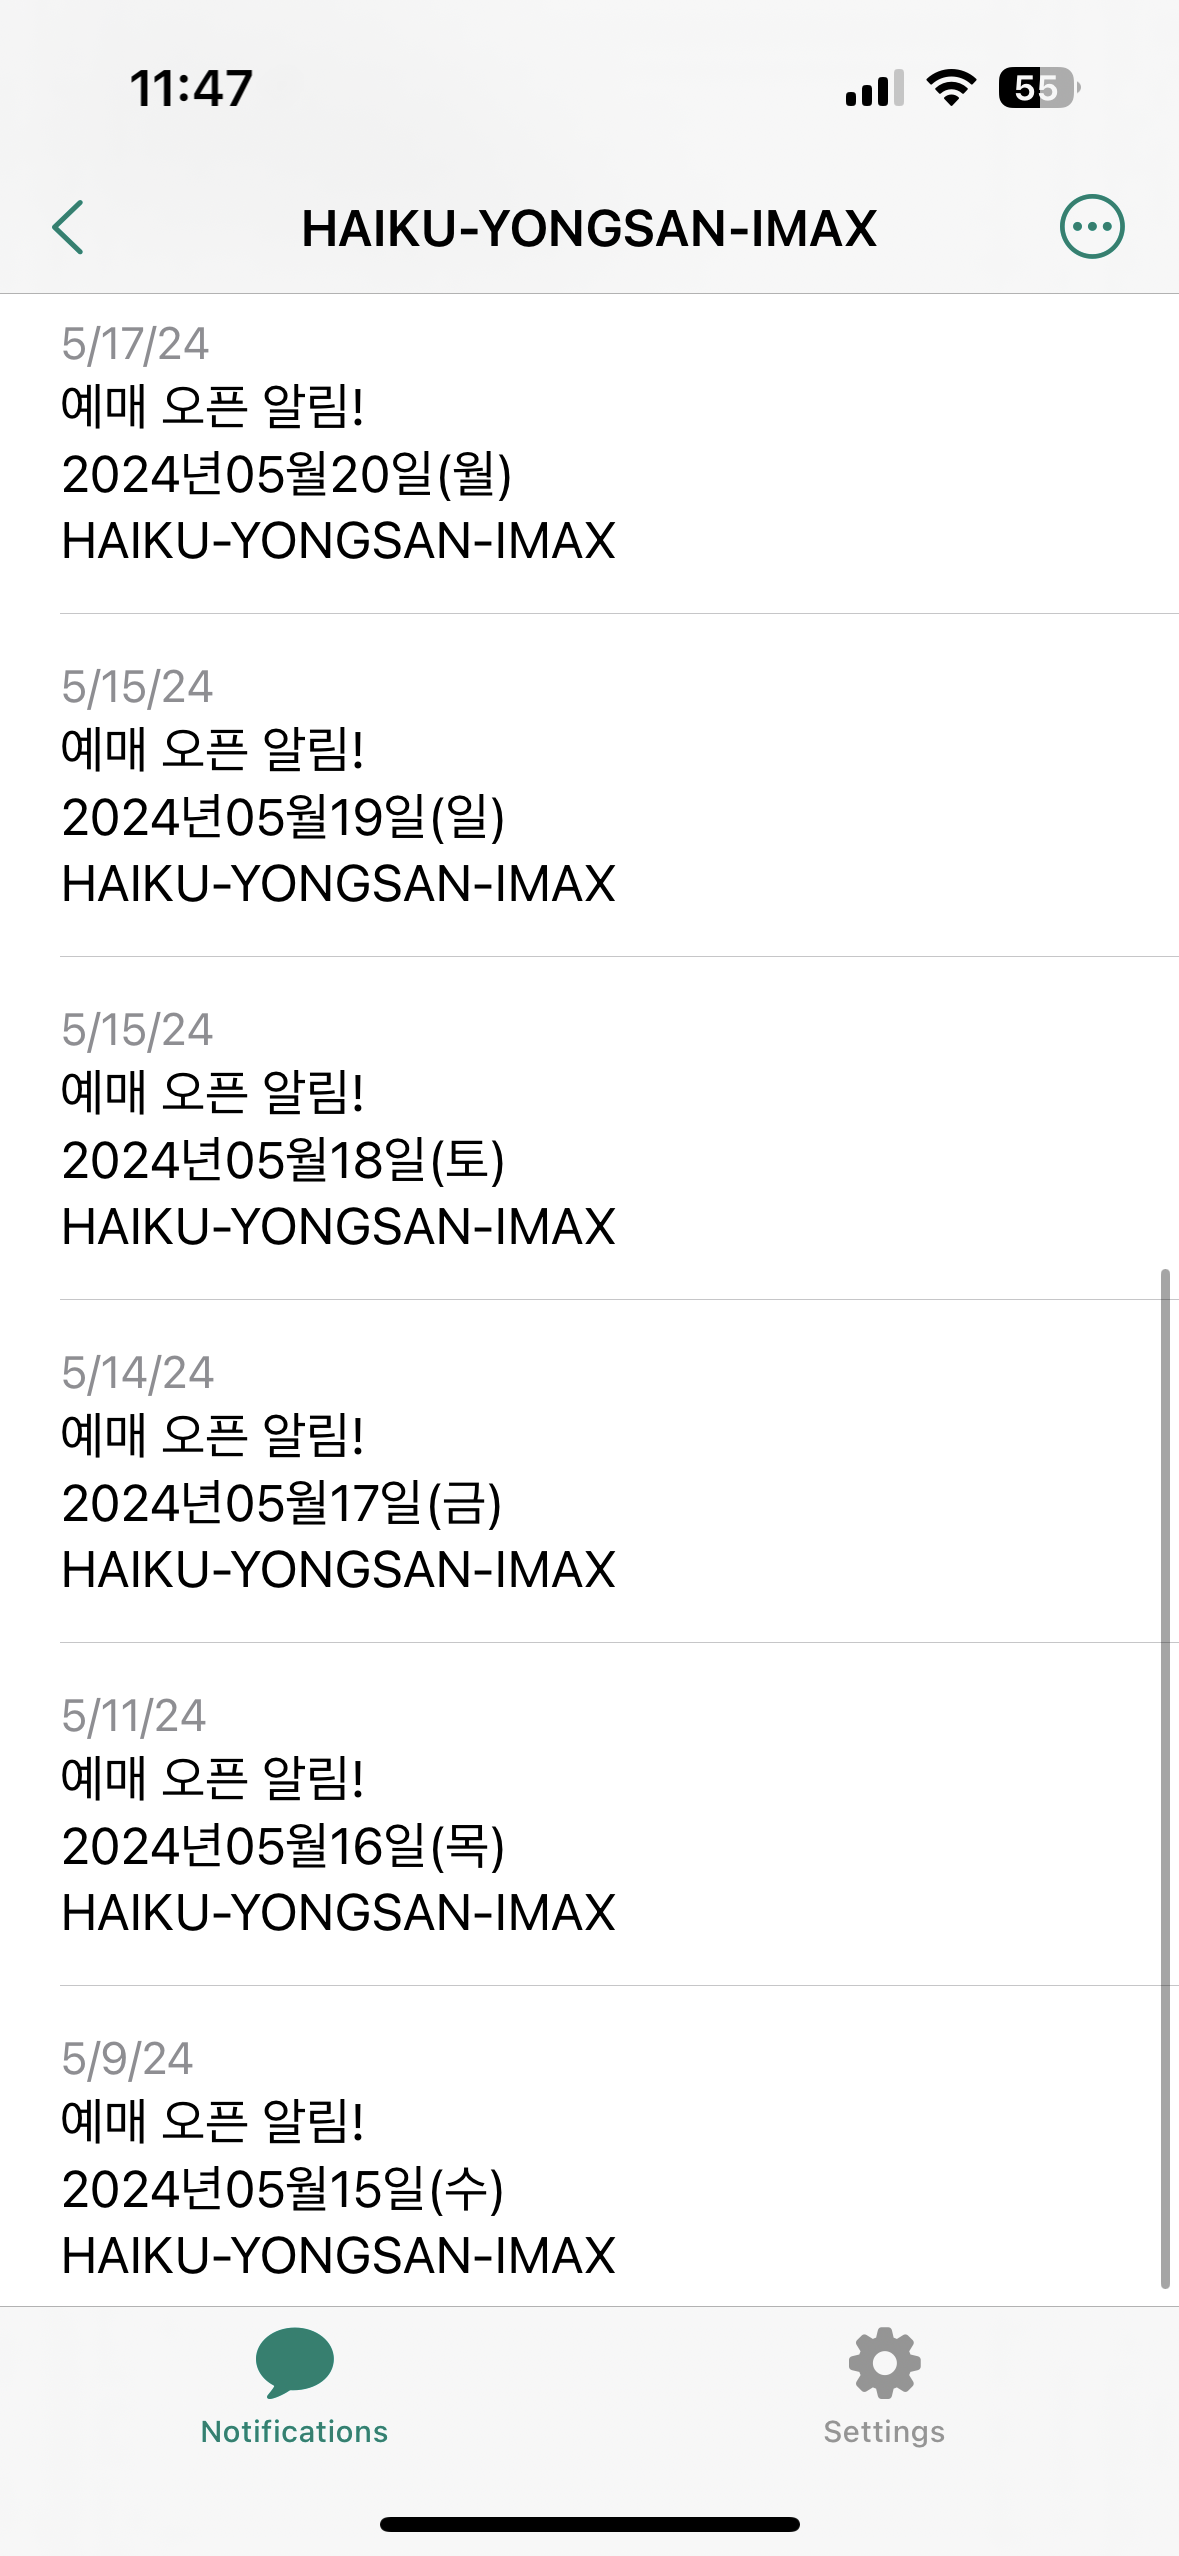 11:47
55
HAIKU-YONGSAN-IMAX
5/17/24
예매 오픈 알림!
2024년05월20일(월)
HAIKU-YONGSAN-IMAX
5/15/24
예매 오픈 알림!
2024년05월19일(일)
HAIKU-YONGSAN-IMAX
5/15/24
예매 오픈 알림!
2024년05월18일(토)
HAIKU-YONGSAN-IMAX
5/14/24
예매 오픈 알림!
2024년05월17일(금)
HAIKU-YONGSAN-IMAX
5/11/24
예매 오픈 알림!
2024년05월16일(목)
HAIKU-YONGSAN-IMAX
5/9/24
예매 오픈 알림!
2024년05월15일(수)
HAIKU-YONGSAN-IMAX
Notifications
Settings